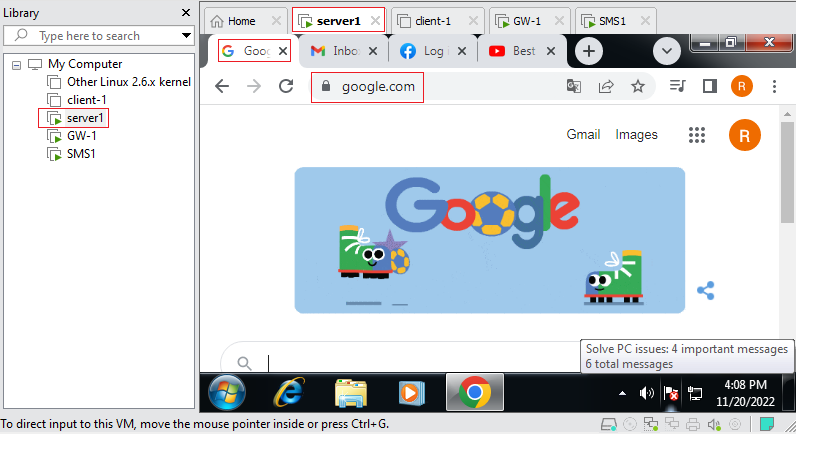 Library
Type here to search
My Computer
Other Linux 2.6.x kernel
client-1
server1
GW-1
SMS1
Home
server1
client-1
GW-1
SMS1
Goo
Inbo
Log
Best
google.com
R
Gmail
Images
R
Google
Solve PC issues: 4 important messages
6 total messages
4:08 PM
11/20/2022
To direct input to this VM, move the mouse pointer inside or press Ctrl+G.